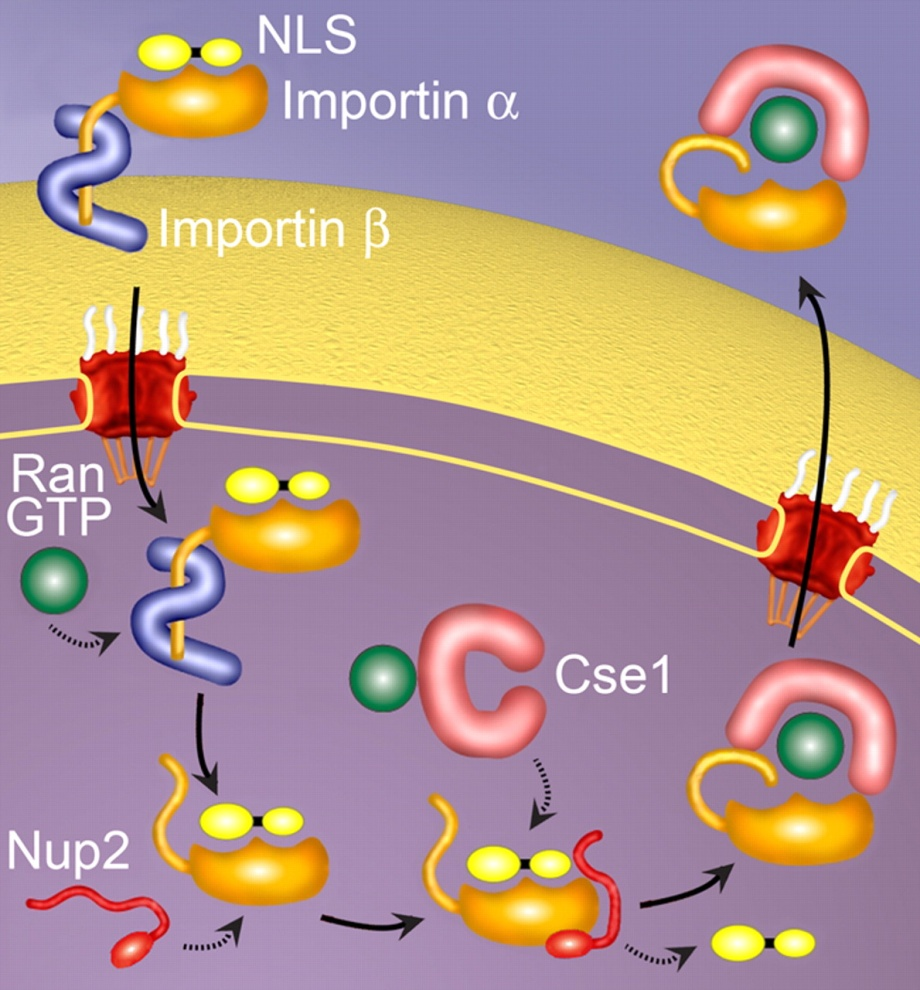 NLS
Importin α
Importin β
Ran
GTP
Cse1
Nup2